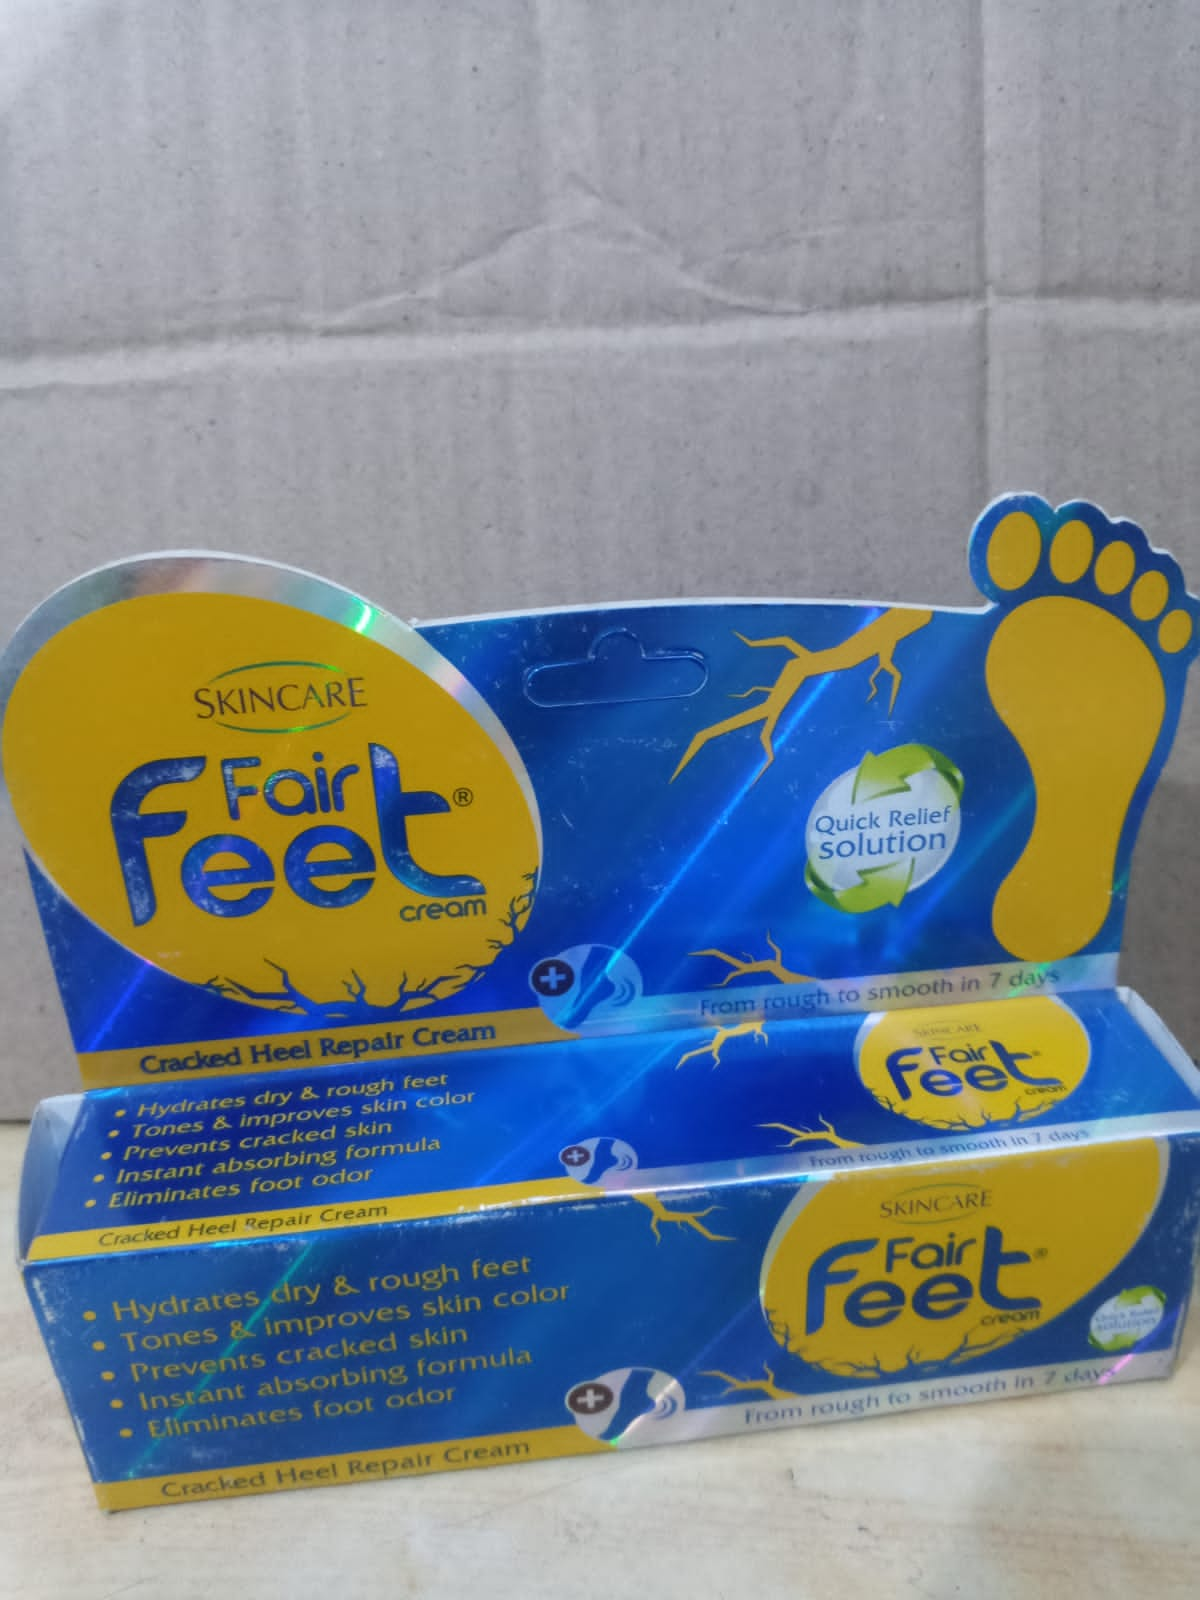 SKINCARE
Fair
feet®
cream
Quick Relief
solution
From rough to smooth in 7 days
Cracked Heel Repair Cream
• Hydrates dry & rough feet
• Tones & improves skin color
• Prevents cracked skin
• Instant absorbing formula
• Eliminates foot odor
Cracked Heel Repair Cream
SKINCARE
Fair
feet®
cream
From rough to smooth in 7 days
• Hydrates dry & rough feet
• Tones & improves skin color
• Prevents cracked skin
• Instant absorbing formula
• Eliminates foot odor
Cracked Heel Repair Cream
SKINCARE
Fair
feet®
cream
Quick Relief
solution
From rough to smooth in 7 days